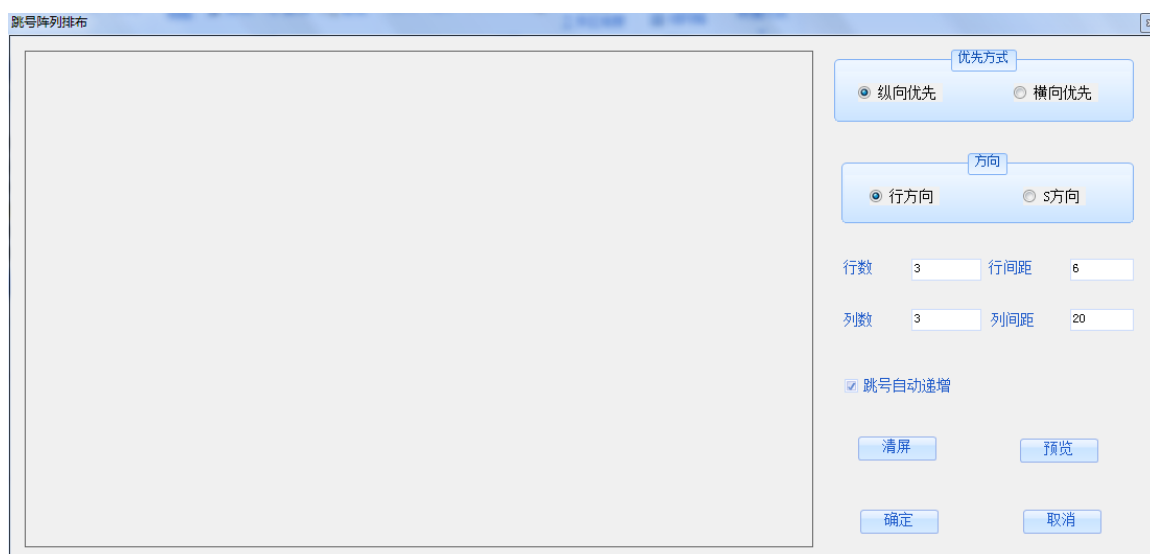 跳号阵列排布
优先方式
纵向优先 横向优先
方向
行方向 S方向
行数 3 行间距 6
列数 3 列间距 20
跳号自动递增
清屏 预览
确定 取消